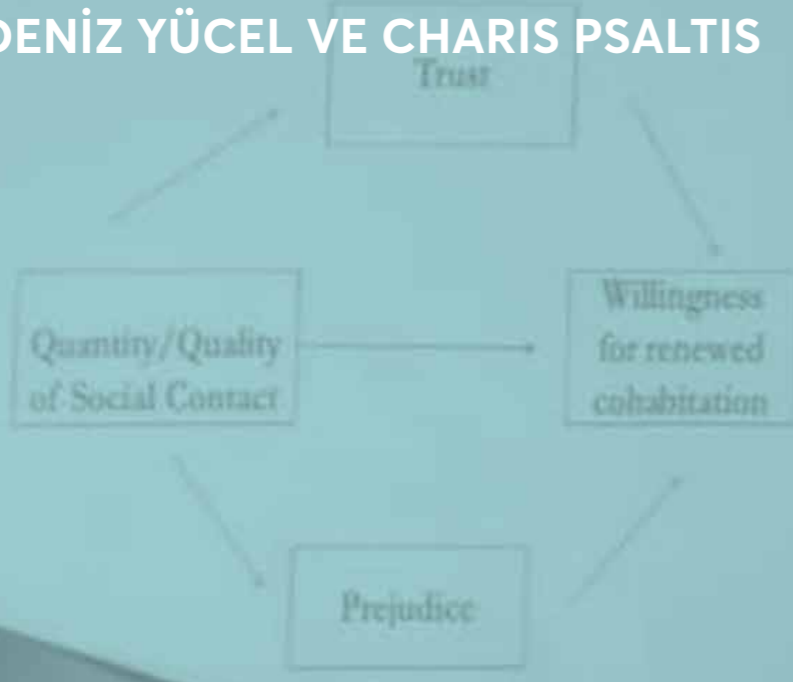 DENİZ YÜCEL VE CHARIS PSALTIS
Trust
Quantity/Quality
of Social Contact
Willingness
for renewed
cohabitation
Prejudice